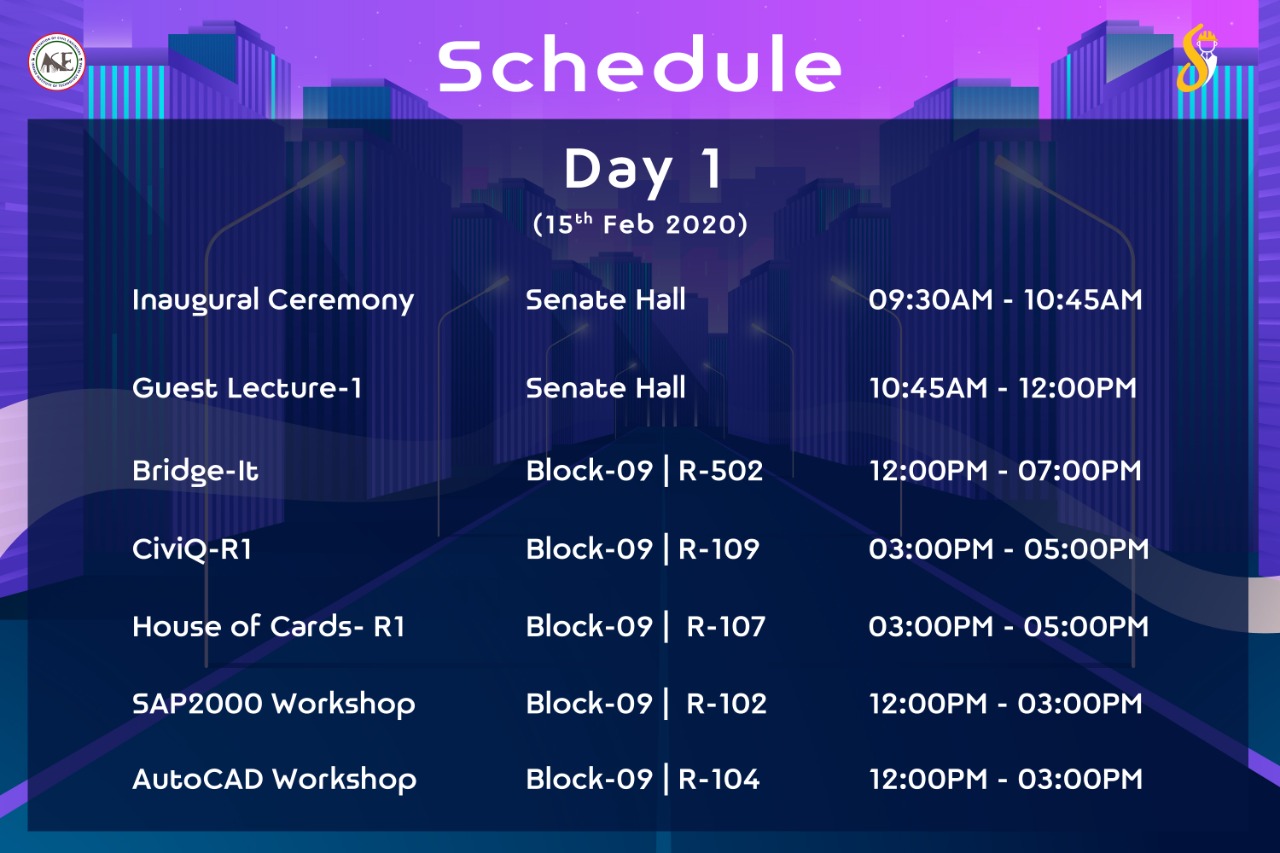 Schedule
Day 1
(15th Feb 2020)
Inaugural Ceremony Senate Hall 09:30AM - 10:45AM
Guest Lecture-1 Senate Hall 10:45AM - 12:00PM
Bridge-It Block-09 | R-502 12:00PM - 07:00PM
CiviQ-R1 Block-09 | R-109 03:00PM - 05:00PM
House of Cards- R1 Block-09 | R-107 03:00PM - 05:00PM
SAP2000 Workshop Block-09 | R-102 12:00PM - 03:00PM
AutoCAD Workshop Block-09 | R-104 12:00PM - 03:00PM